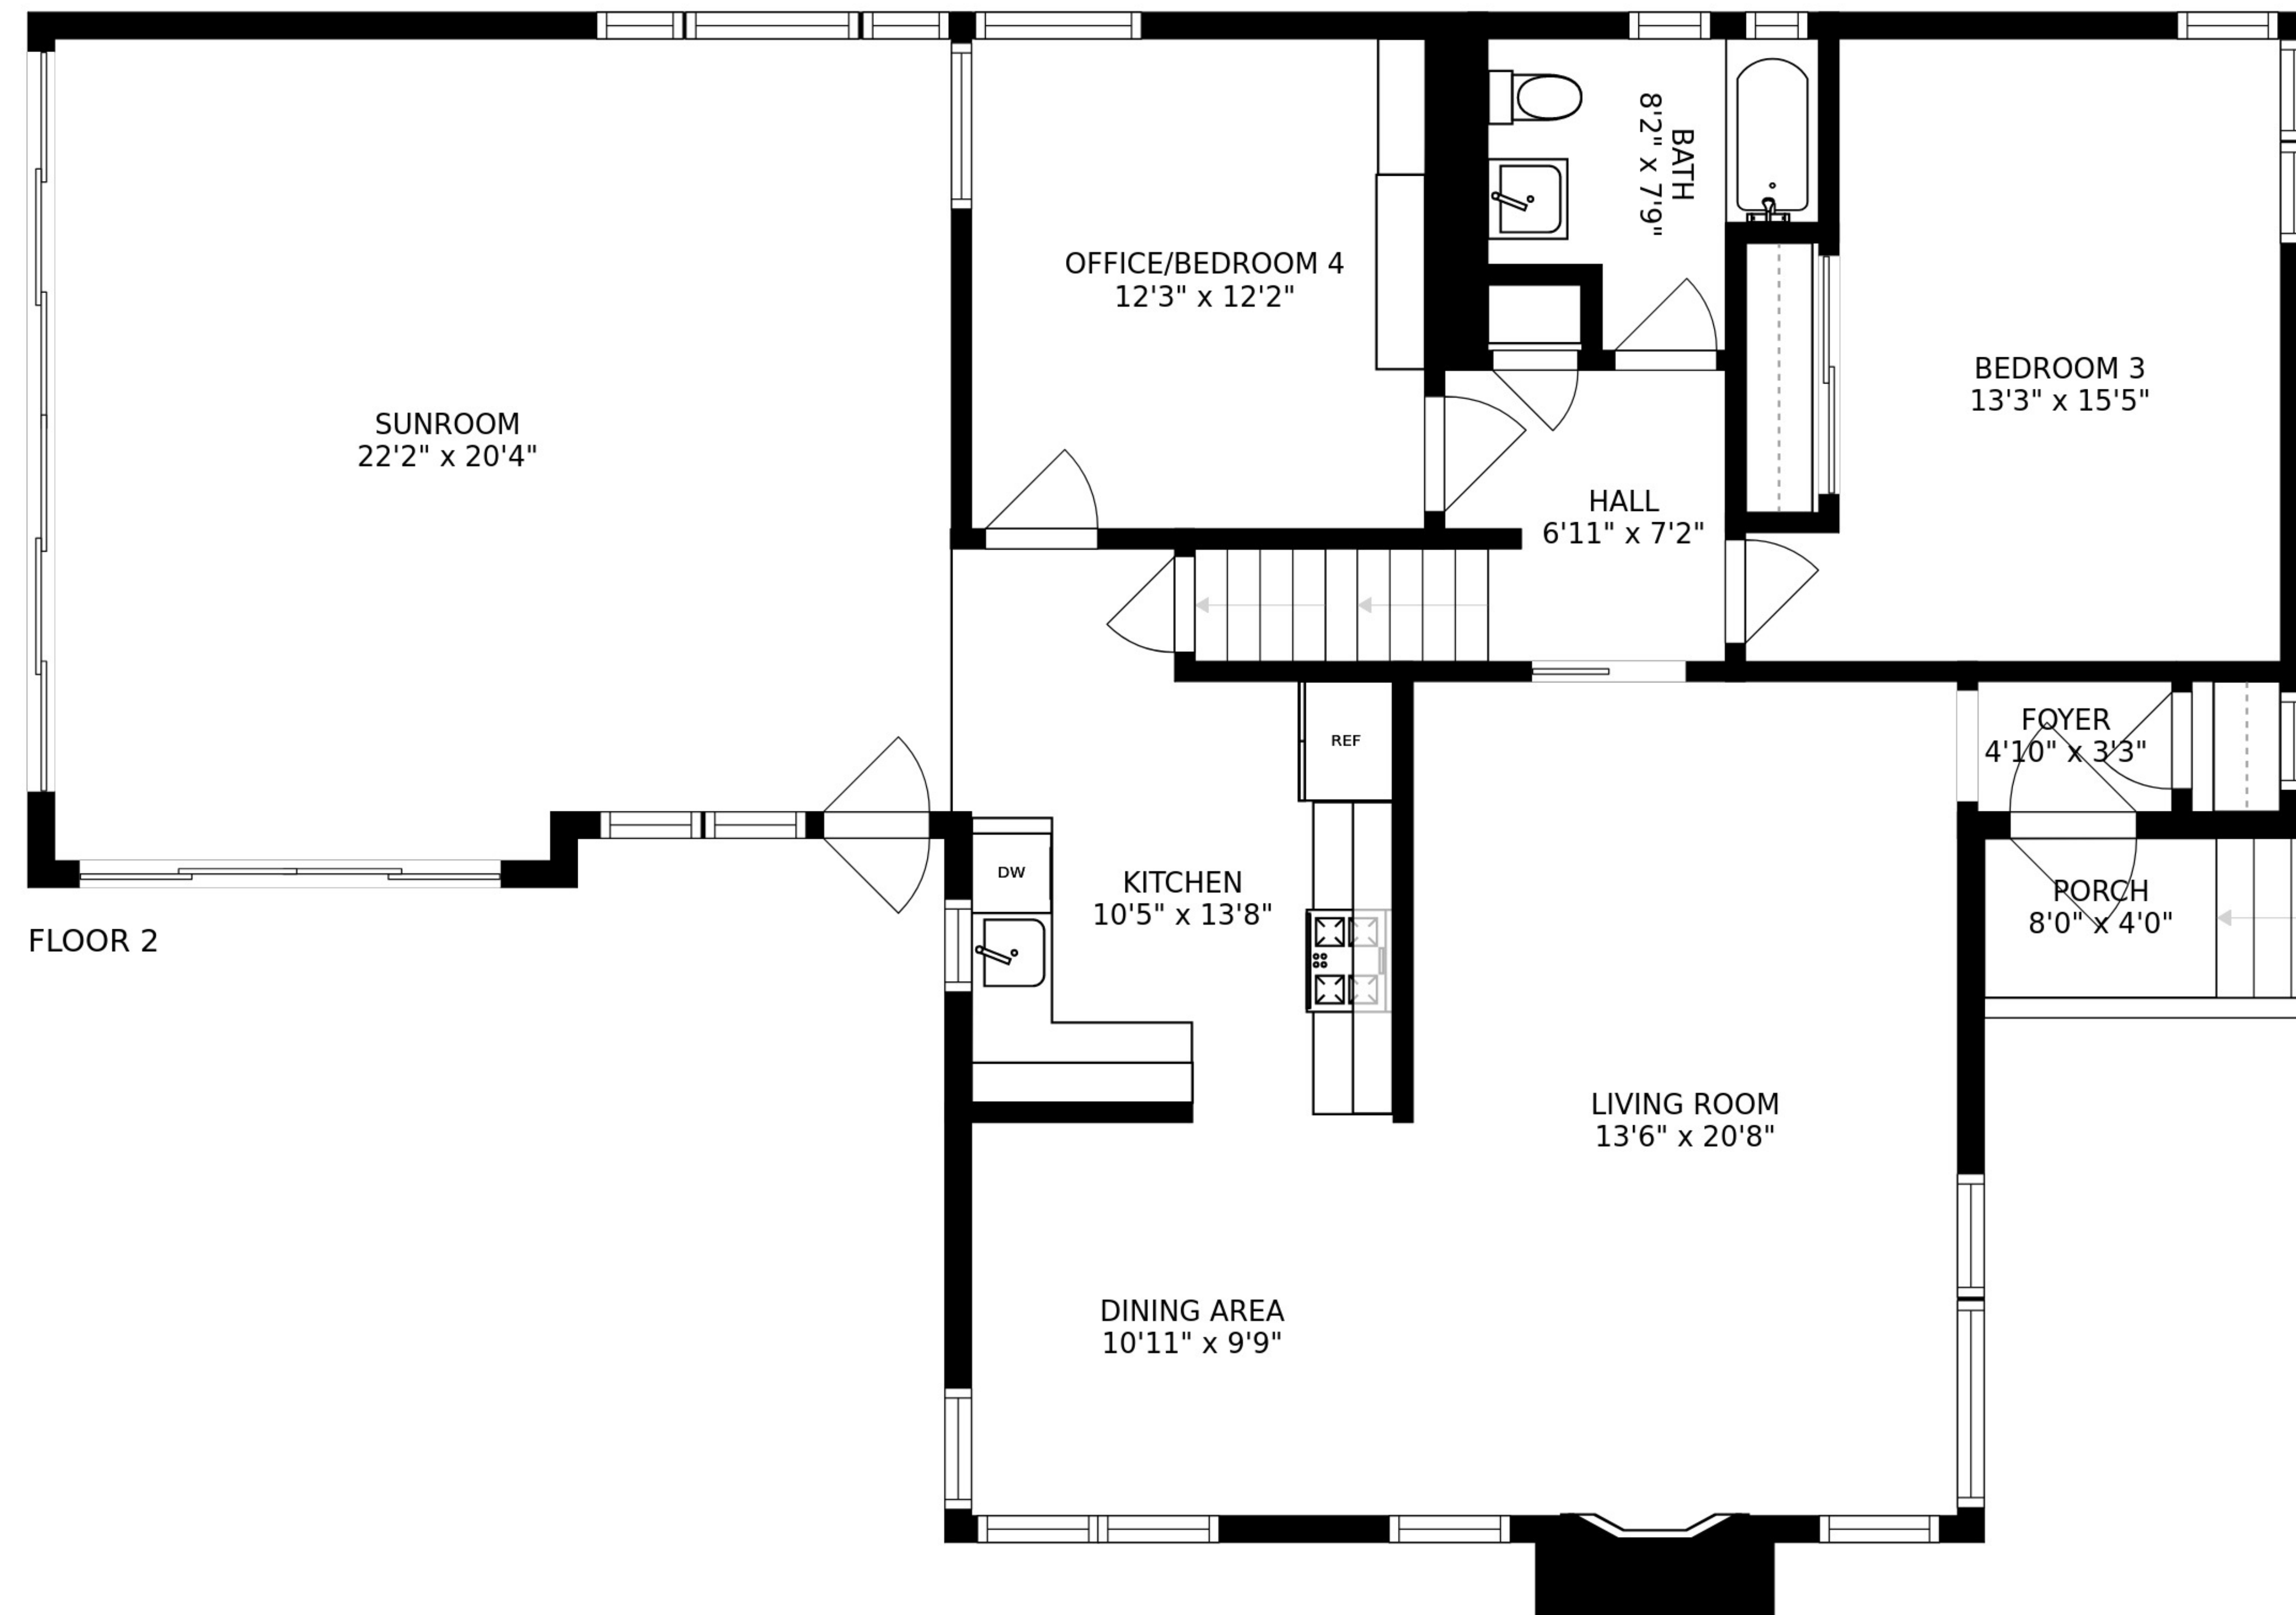 BATH
8'2" x 7'9"
OFFICE/BEDROOM 4
12'3" x 12'2"
BEDROOM 3
13'3" x 15'5"
SUNROOM
22'2" x 20'4"
HALL
6'11" x 7'2"
FOYER
4'10" x 3'3"
REF
DW
KITCHEN
10'5" x 13'8"
PORCH
8'0" x 4'0"
FLOOR 2
LIVING ROOM
13'6" x 20'8"
DINING AREA
10'11" x 9'9"